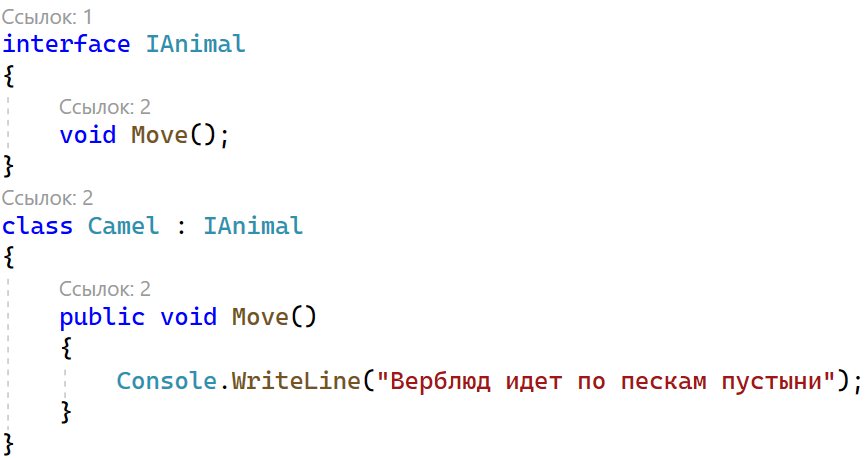 Ссылок: 1
interface IAnimal
{
Ссылок: 2
void Move();
}
Ссылок: 2
class Camel : IAnimal
{
Ссылок: 2
public void Move()
{
Console.WriteLine("Верблюд идет по пескам пустыни");
}
}